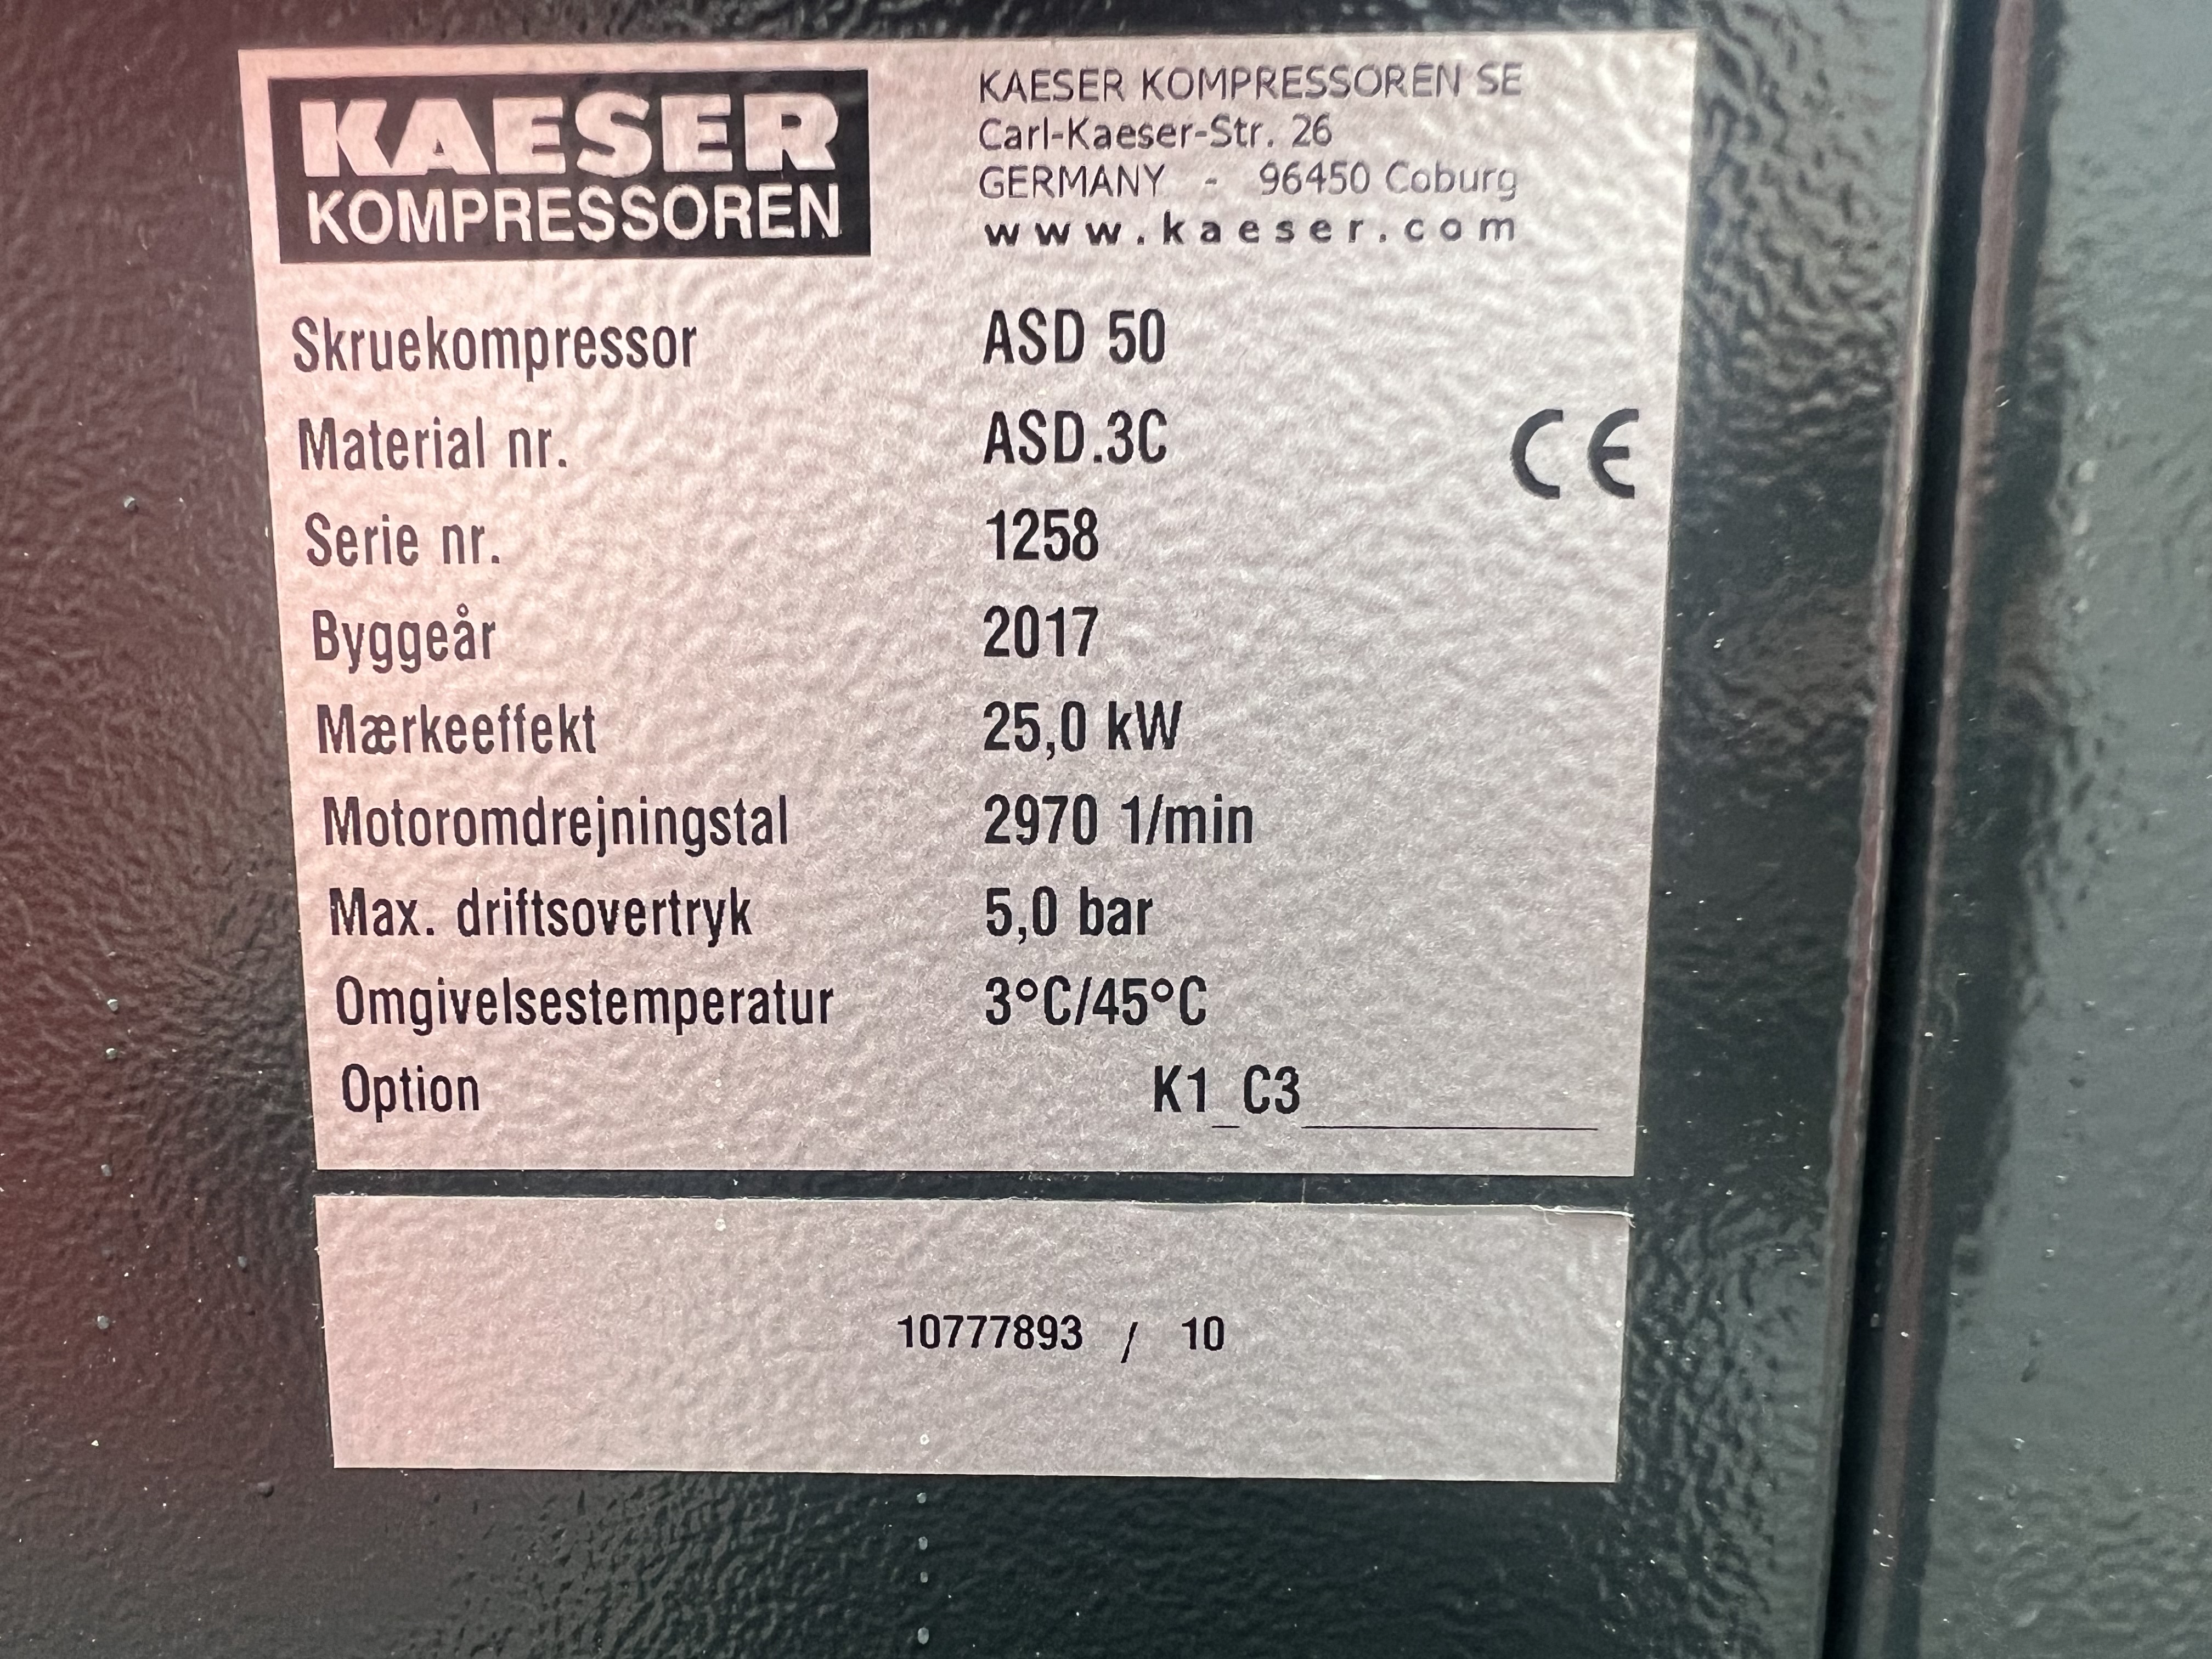 KAESER
KOMPRESSOREN
KAESER KOMPRESSOREN SE
Carl-Kaeser-Str. 26
GERMANY - 96450 Coburg
www.kaeser.com
Skruekompressor ASD 50
Material nr. ASD.3C
CE
Serie nr. 1258
Byggeår 2017
Mærkeeffekt 25,0 kW
Motoromdrejningstal 2970 1/min
Max. driftsovertryk 5,0 bar
Omgivelsestemperatur 3°C/45°C
Option K1_C3__________
10777893 / 10